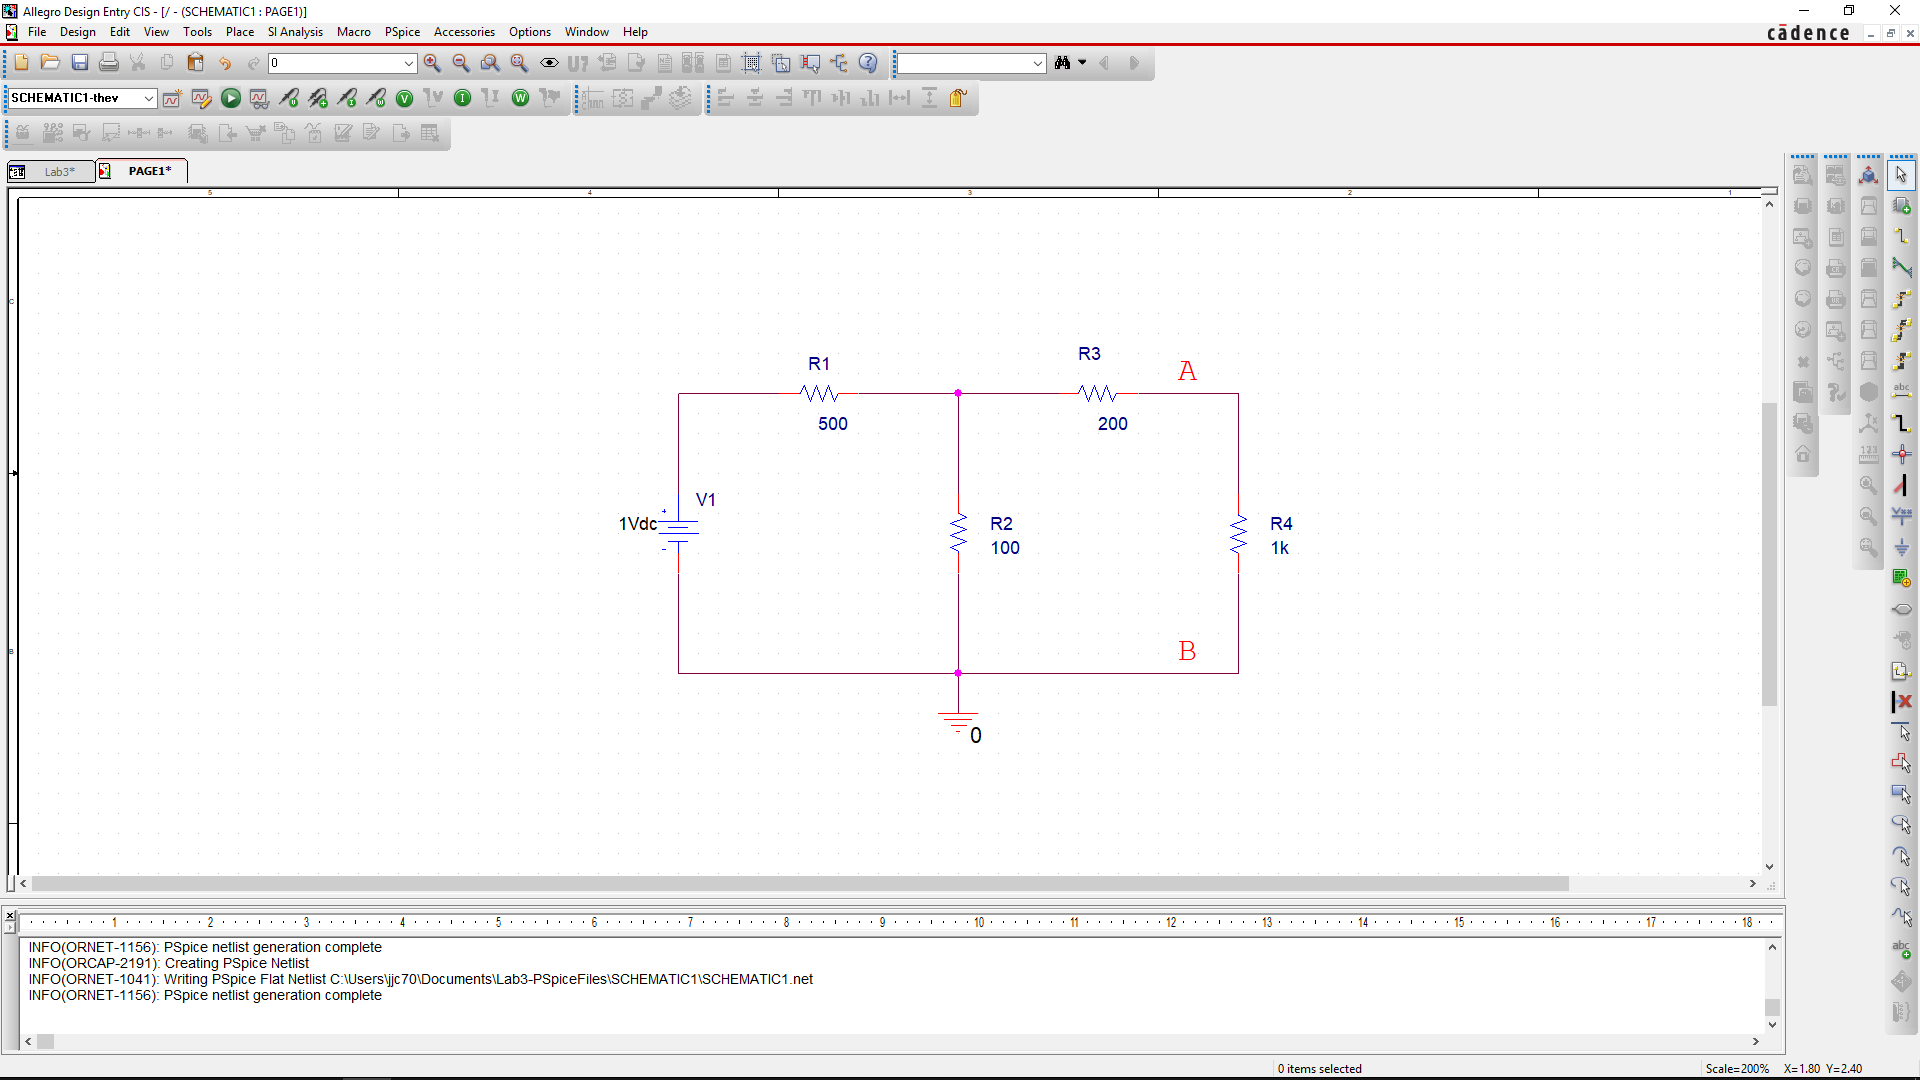 Allegro Design Entry CIS - [/ - (SCHEMATIC1 : PAGE1)]
File Design Edit View Tools Place SI Analysis Macro PSpice Accessories Options Window Help
cādence
0
SCHEMATIC1-thev
Lab3*
PAGE1*
5 4 3 2 1
C
B
R1
500
R3
200
A
V1
1Vdc
+
-
R2
100
R4
1k
B
0
1 2 3 4 5 6 7 8 9 10 11 12 13 14 15 16 17 18
INFO(ORNET-1156): PSpice netlist generation complete
INFO(ORCAP-2191): Creating PSpice Netlist
INFO(ORNET-1041): Writing PSpice Flat Netlist C:\Users\jjc70\Documents\Lab3-PSpiceFiles\SCHEMATIC1\SCHEMATIC1.net
INFO(ORNET-1156): PSpice netlist generation complete
0 items selected
Scale=200% X=1.80 Y=2.40